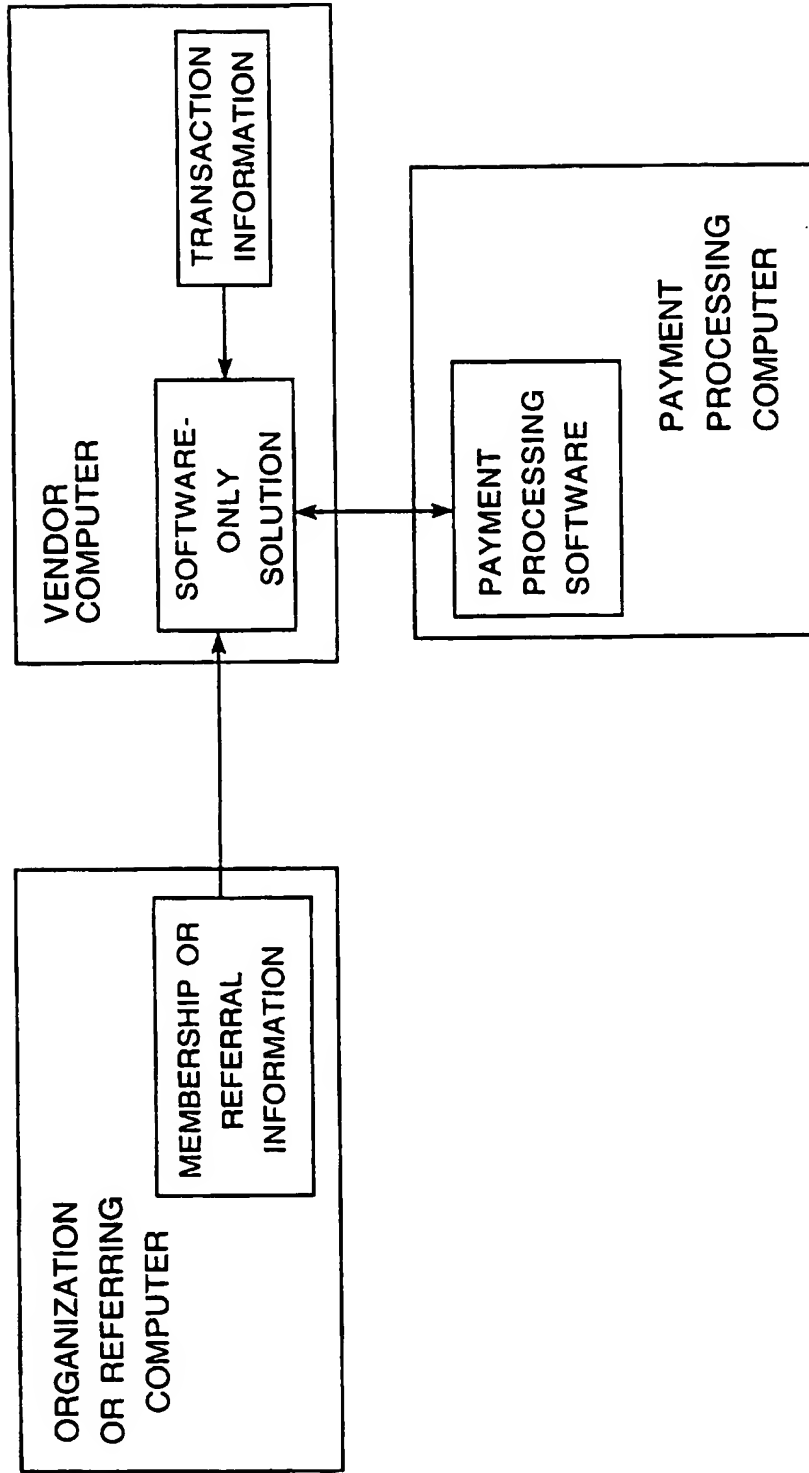 ORGANIZATION
OR REFERRING
COMPUTER
MEMBERSHIP OR
REFERRAL
INFORMATION
VENDOR
COMPUTER
SOFTWARE-
ONLY
SOLUTION
TRANSACTION
INFORMATION
PAYMENT
PROCESSING
SOFTWARE
PAYMENT
PROCESSING
COMPUTER